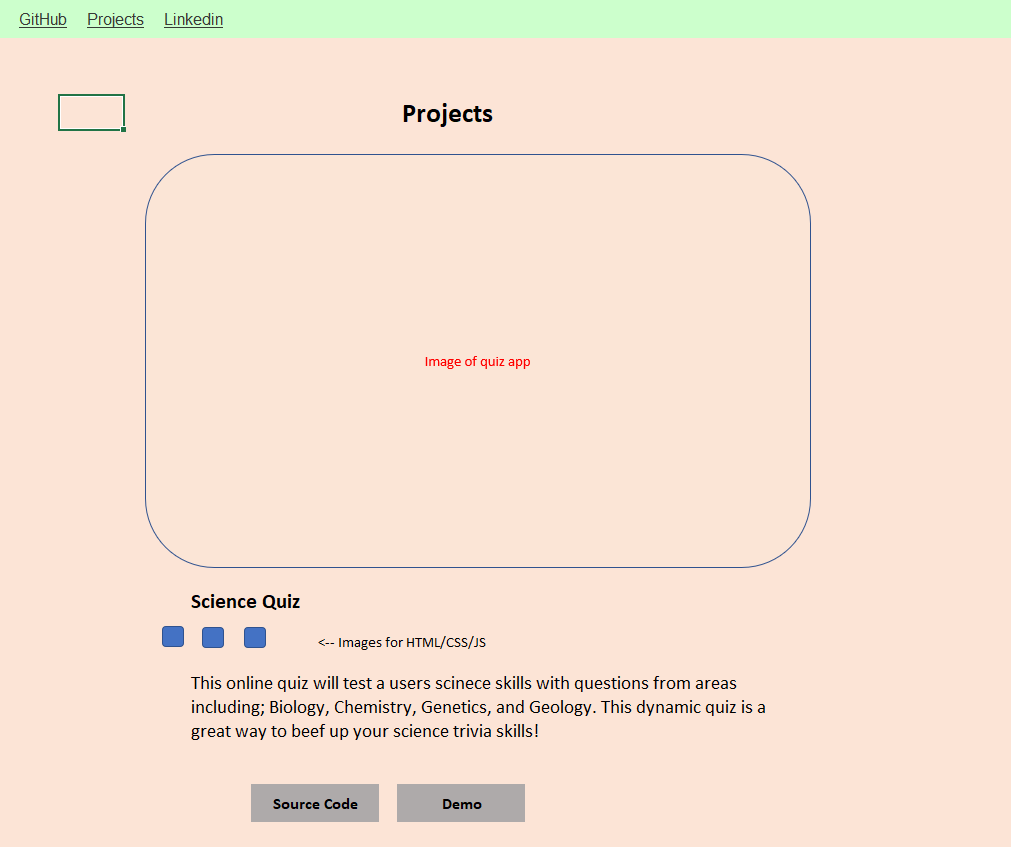 GitHub Projects Linkedin
Projects
Image of quiz app
Science Quiz
<-- Images for HTML/CSS/JS
This online quiz will test a users scinece skills with questions from areas
including; Biology, Chemistry, Genetics, and Geology. This dynamic quiz is a
great way to beef up your science trivia skills!
Source Code Demo